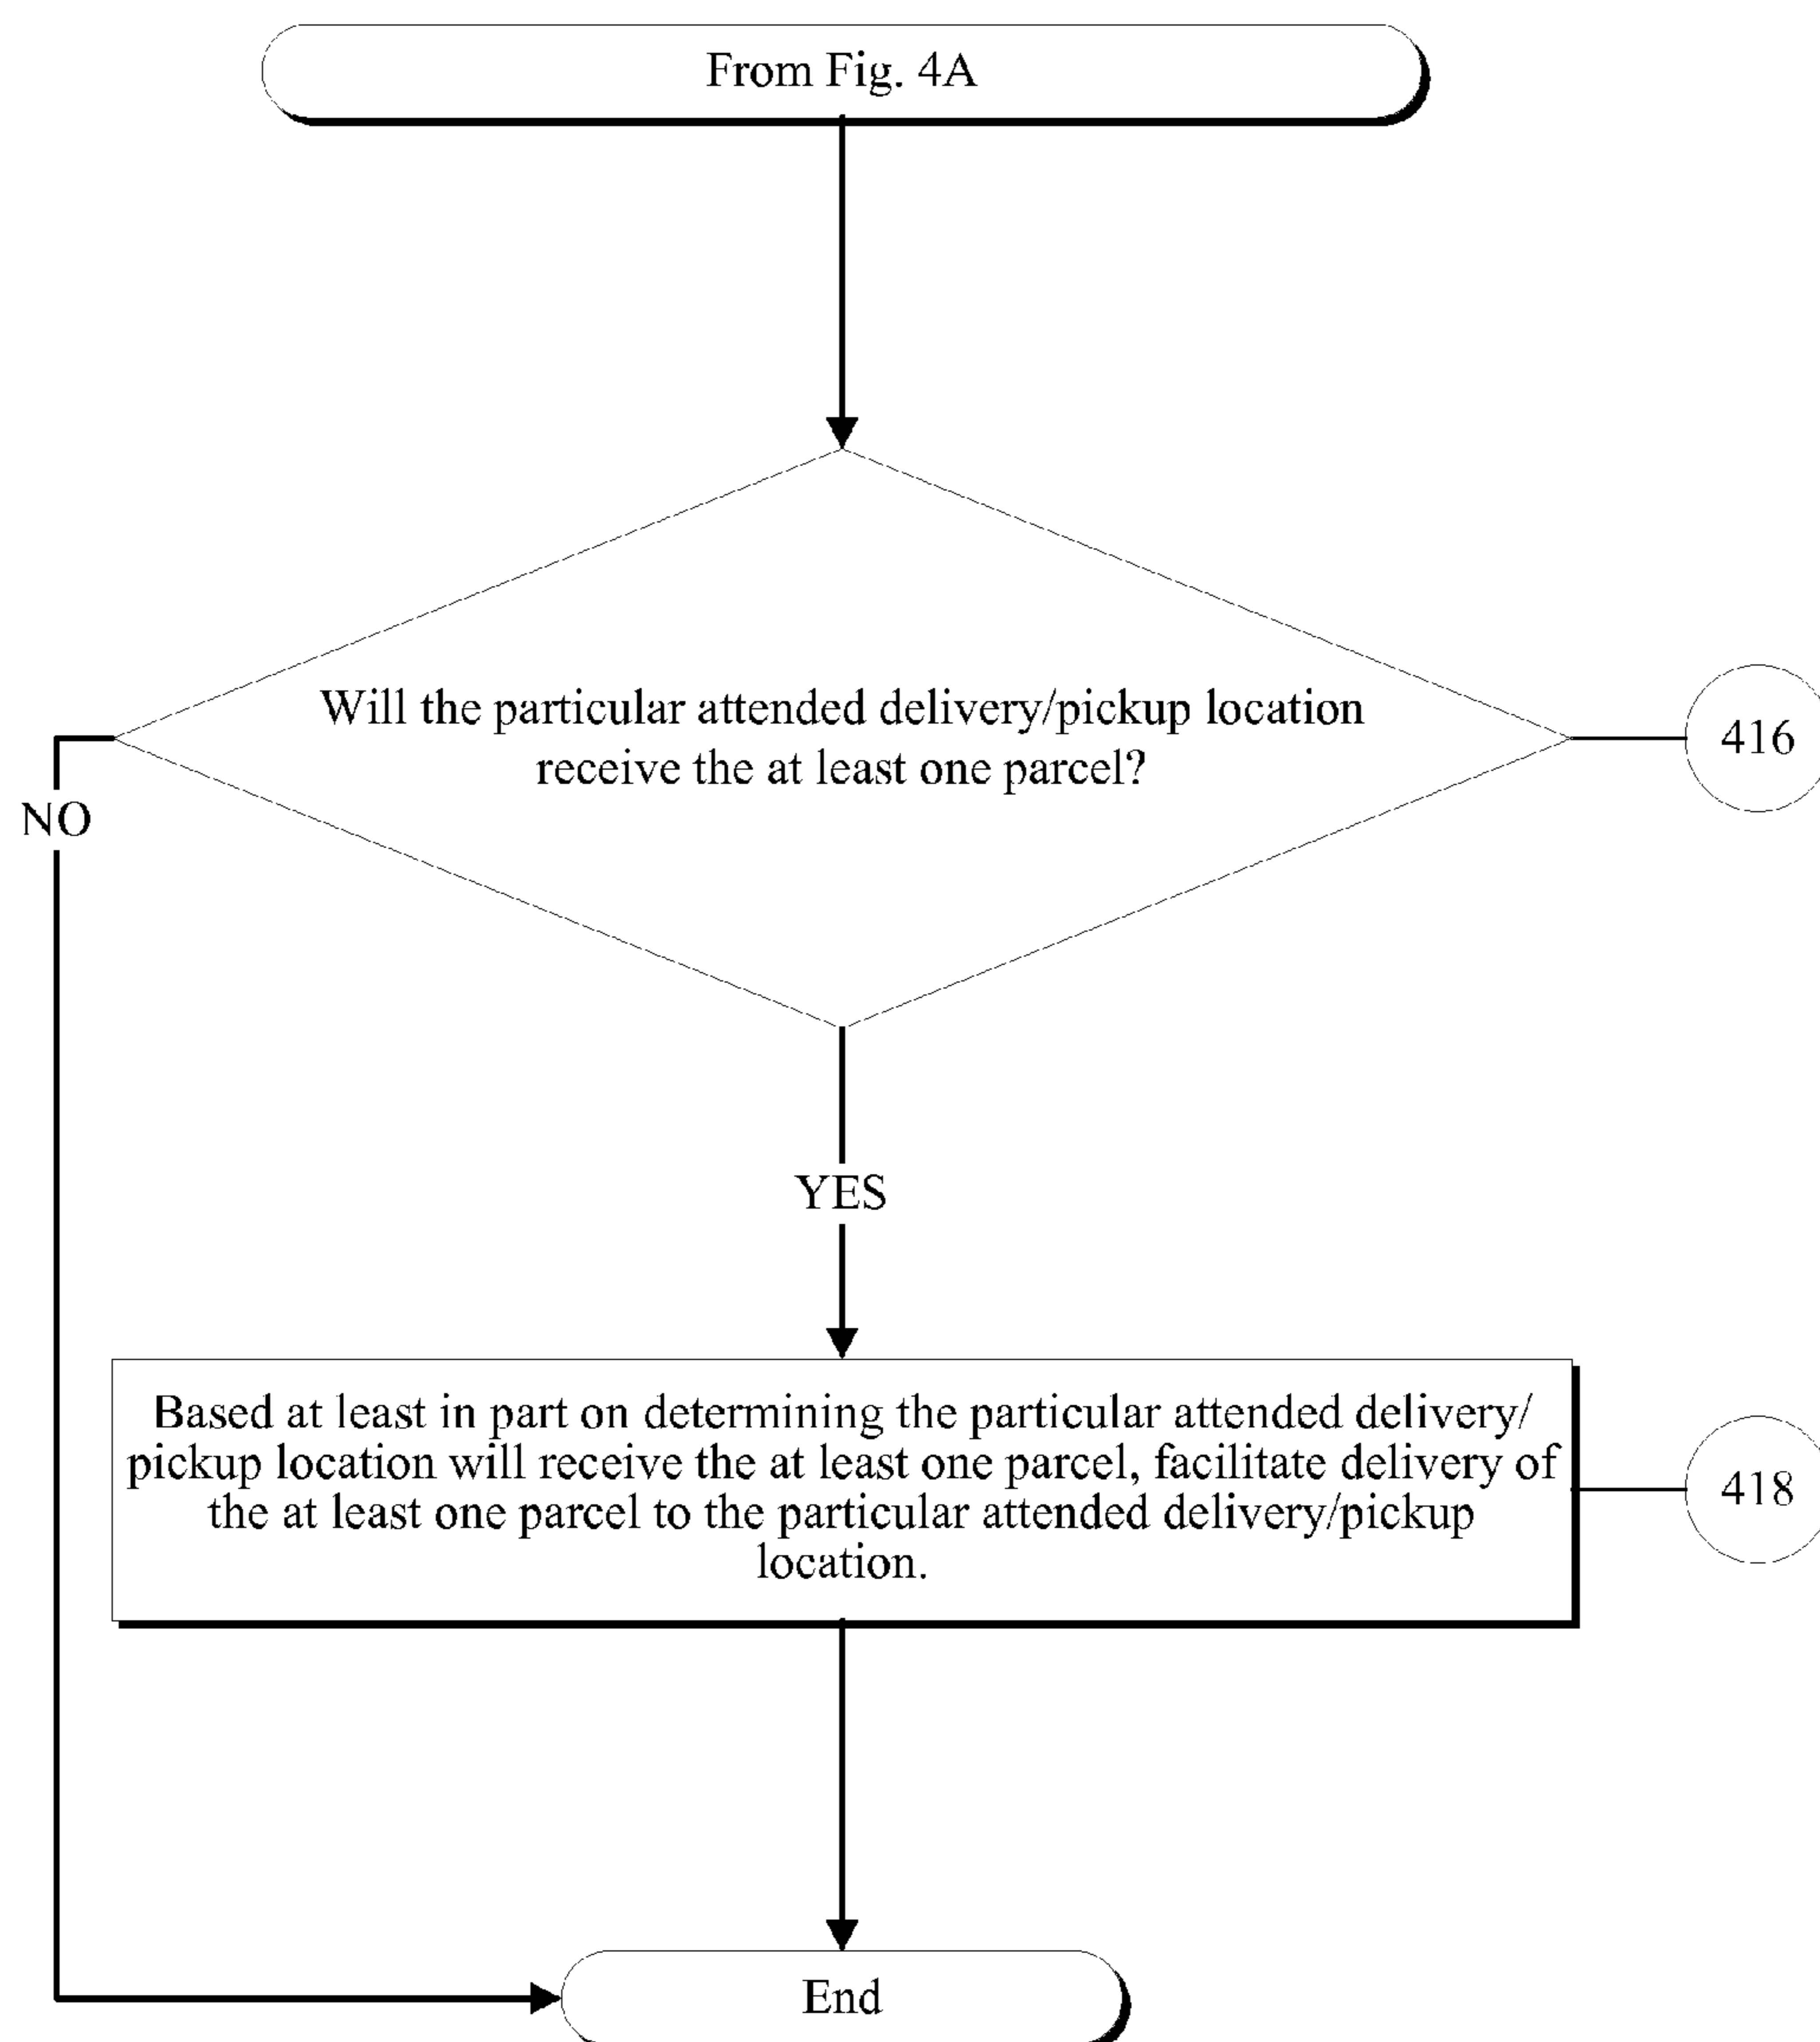 From Fig. 4A
Will the particular attended delivery/pickup location
receive the at least one parcel?
416
NO
YES
Based at least in part on determining the particular attended delivery/
pickup location will receive the at least one parcel, facilitate delivery of
the at least one parcel to the particular attended delivery/pickup
location.
418
End